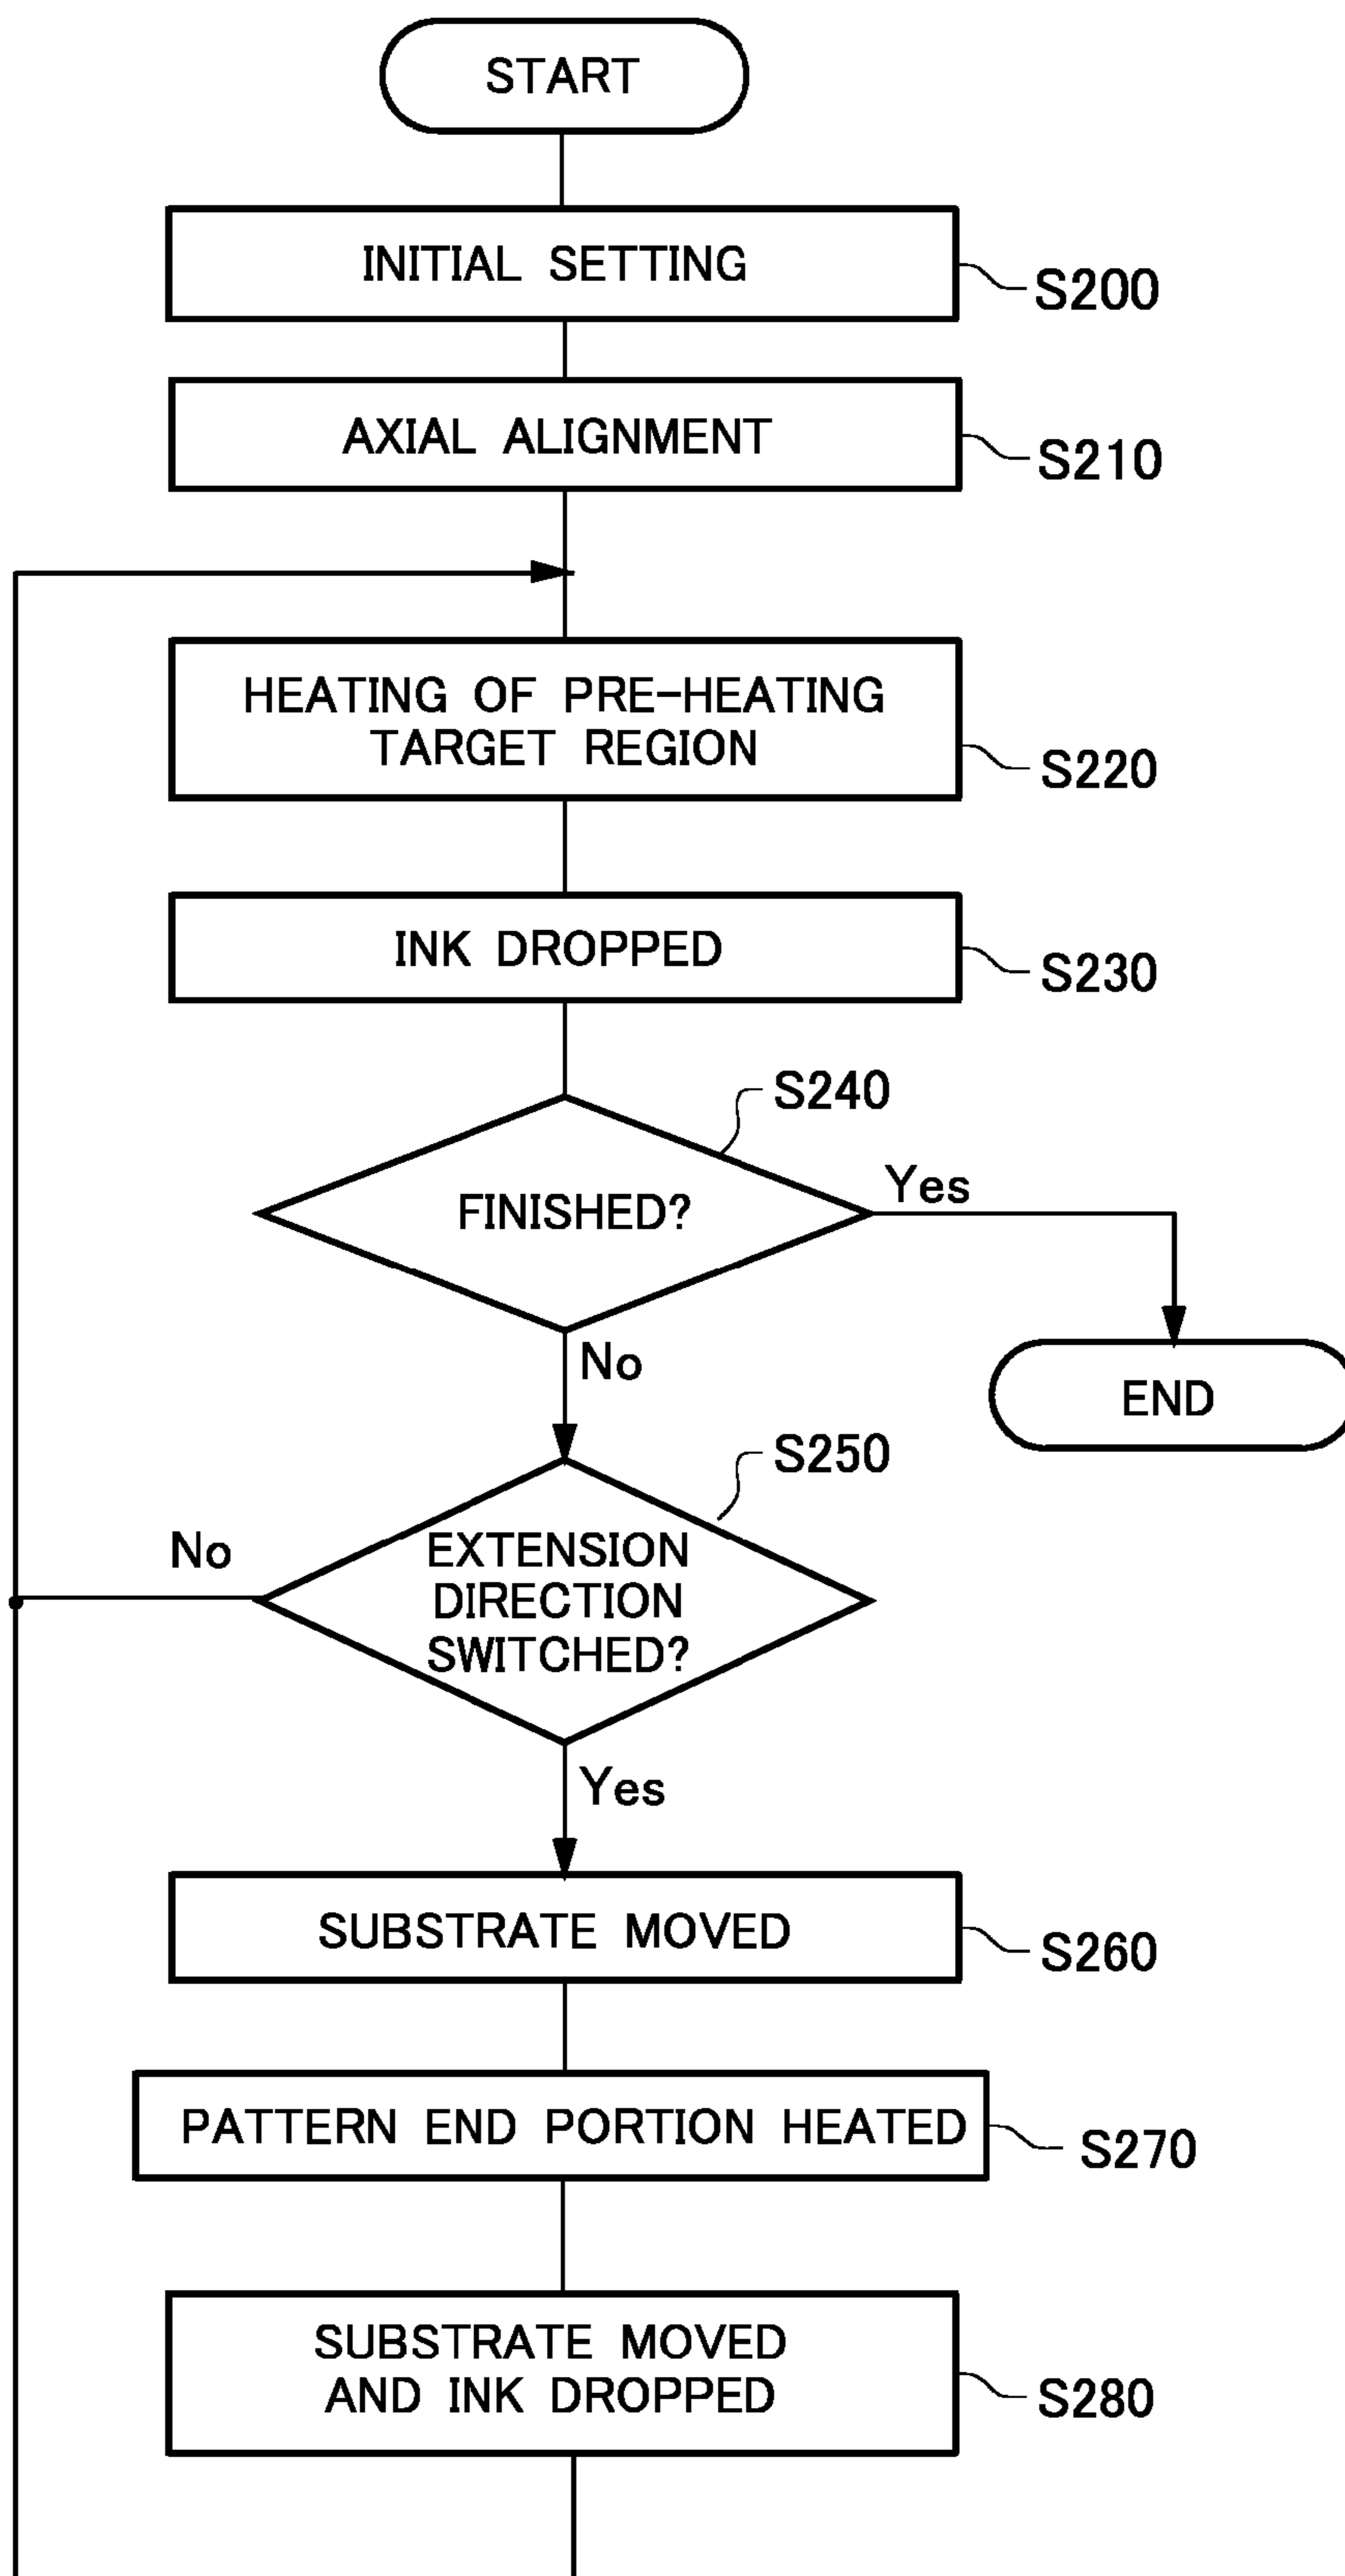 START
INITIAL SETTING
S200
AXIAL ALIGNMENT
S210
HEATING OF PRE-HEATING
TARGET REGION
S220
INK DROPPED
S230
S240
FINISHED?
Yes
No
END
S250
EXTENSION
DIRECTION
SWITCHED?
No
Yes
SUBSTRATE MOVED
S260
PATTERN END PORTION HEATED
S270
SUBSTRATE MOVED
AND INK DROPPED
S280